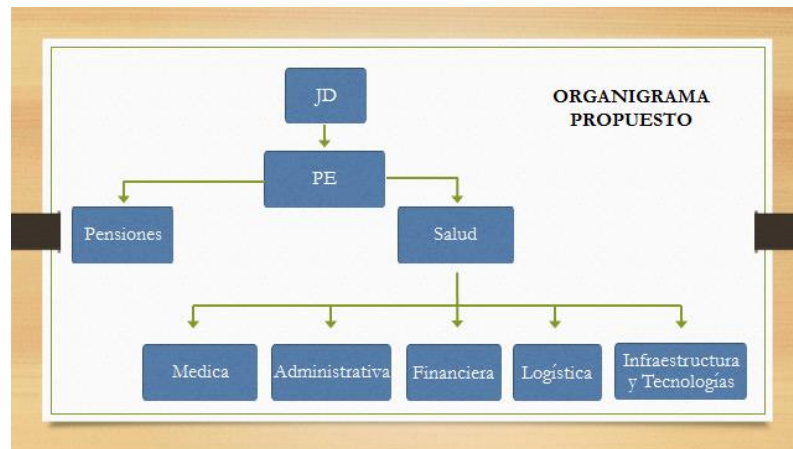 JD
ORGANIGRAMA
PROPUESTO
PE
Pensiones
Salud
Medica
Administrativa
Financiera
Logística
Infraestructura
y Tecnologías